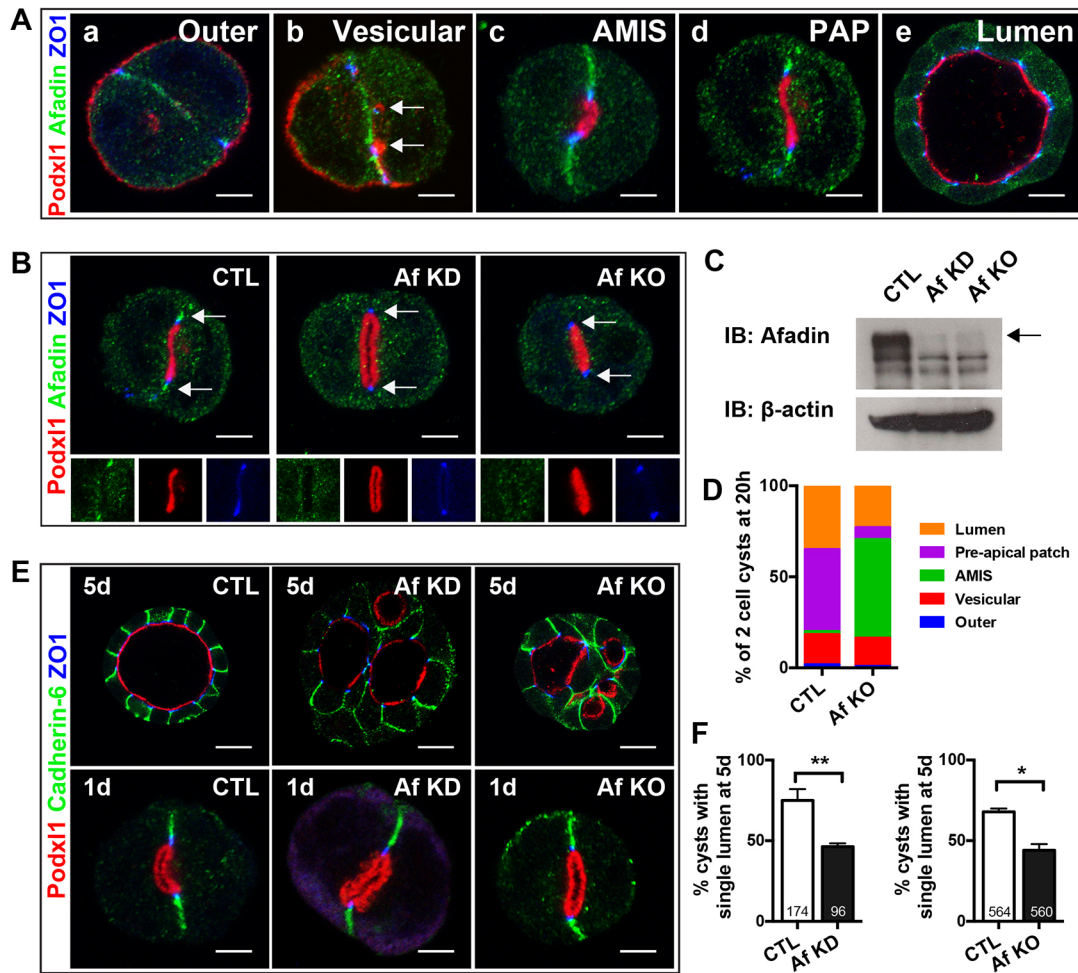 A
Podxl1 Afadin ZO1
a
Outer
b
Vesicular
c
AMIS
d
PAP
e
Lumen
B
Podxl1 Afadin ZO1
CTL
Af KD
Af KO
C
CTL
Af KD
Af KO
IB: Afadin
IB: β-actin
D
% of 2 cell cysts at 20h
100
50
0
CTL
Af KO
Lumen
Pre-apical patch
AMIS
Vesicular
Outer
E
Podxl1 Cadherin-6 ZO1
5d
CTL
5d
Af KD
5d
Af KO
1d
CTL
1d
Af KD
1d
Af KO
F
% cysts with
single lumen at 5d
100
50
0
**
174
96
CTL
Af KD
% cysts with
single lumen at 5d
100
50
0
*
564
560
CTL
Af KO